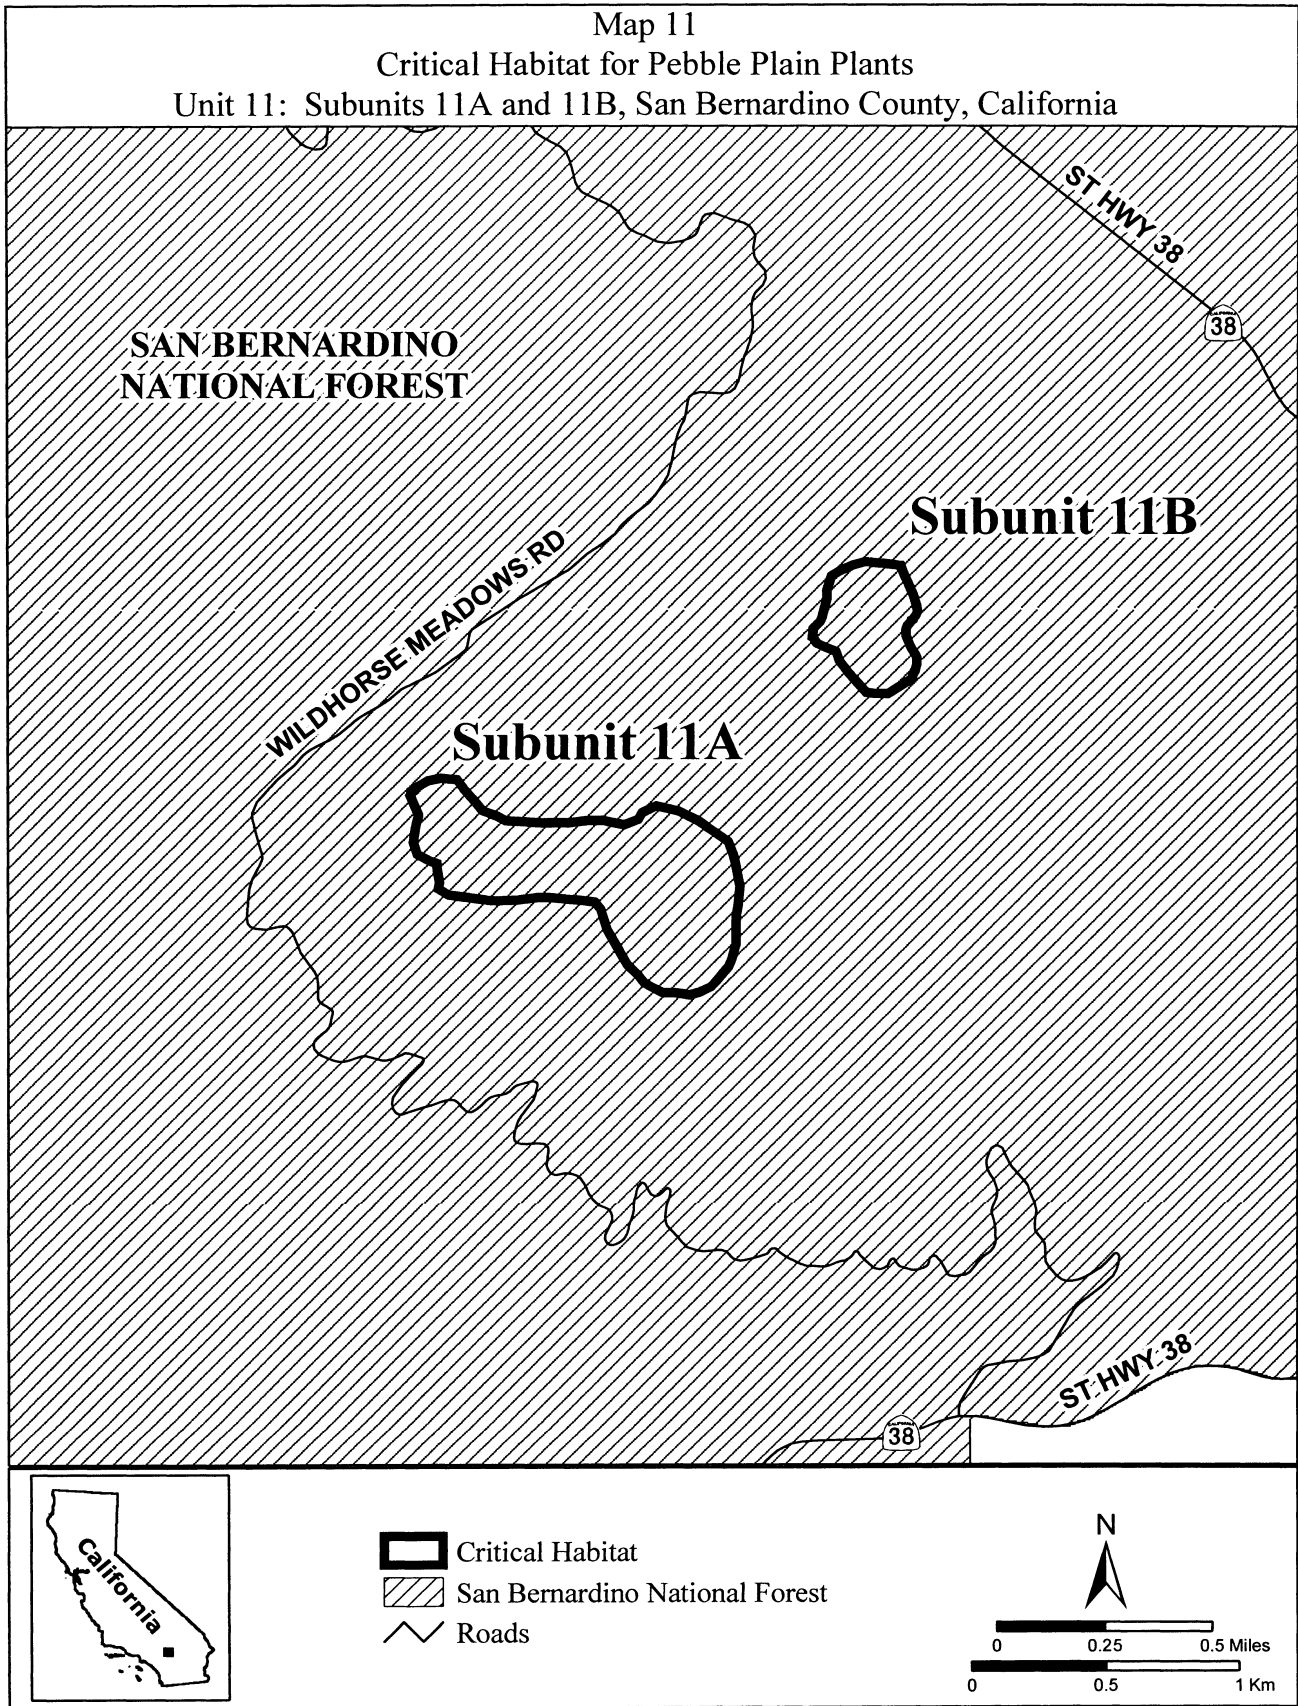 Map 11
Critical Habitat for Pebble Plain Plants
Unit 11: Subunits 11A and 11B, San Bernardino County, California
ST HWY 38
CALIFORNIA
38
SAN BERNARDINO
NATIONAL FOREST
Subunit 11B
WILDHORSE MEADOWS RD
Subunit 11A
ST HWY 38
CALIFORNIA
38
California
Critical Habitat
San Bernardino National Forest
Roads
N
0 0.25 0.5 Miles
0 0.5 1 Km